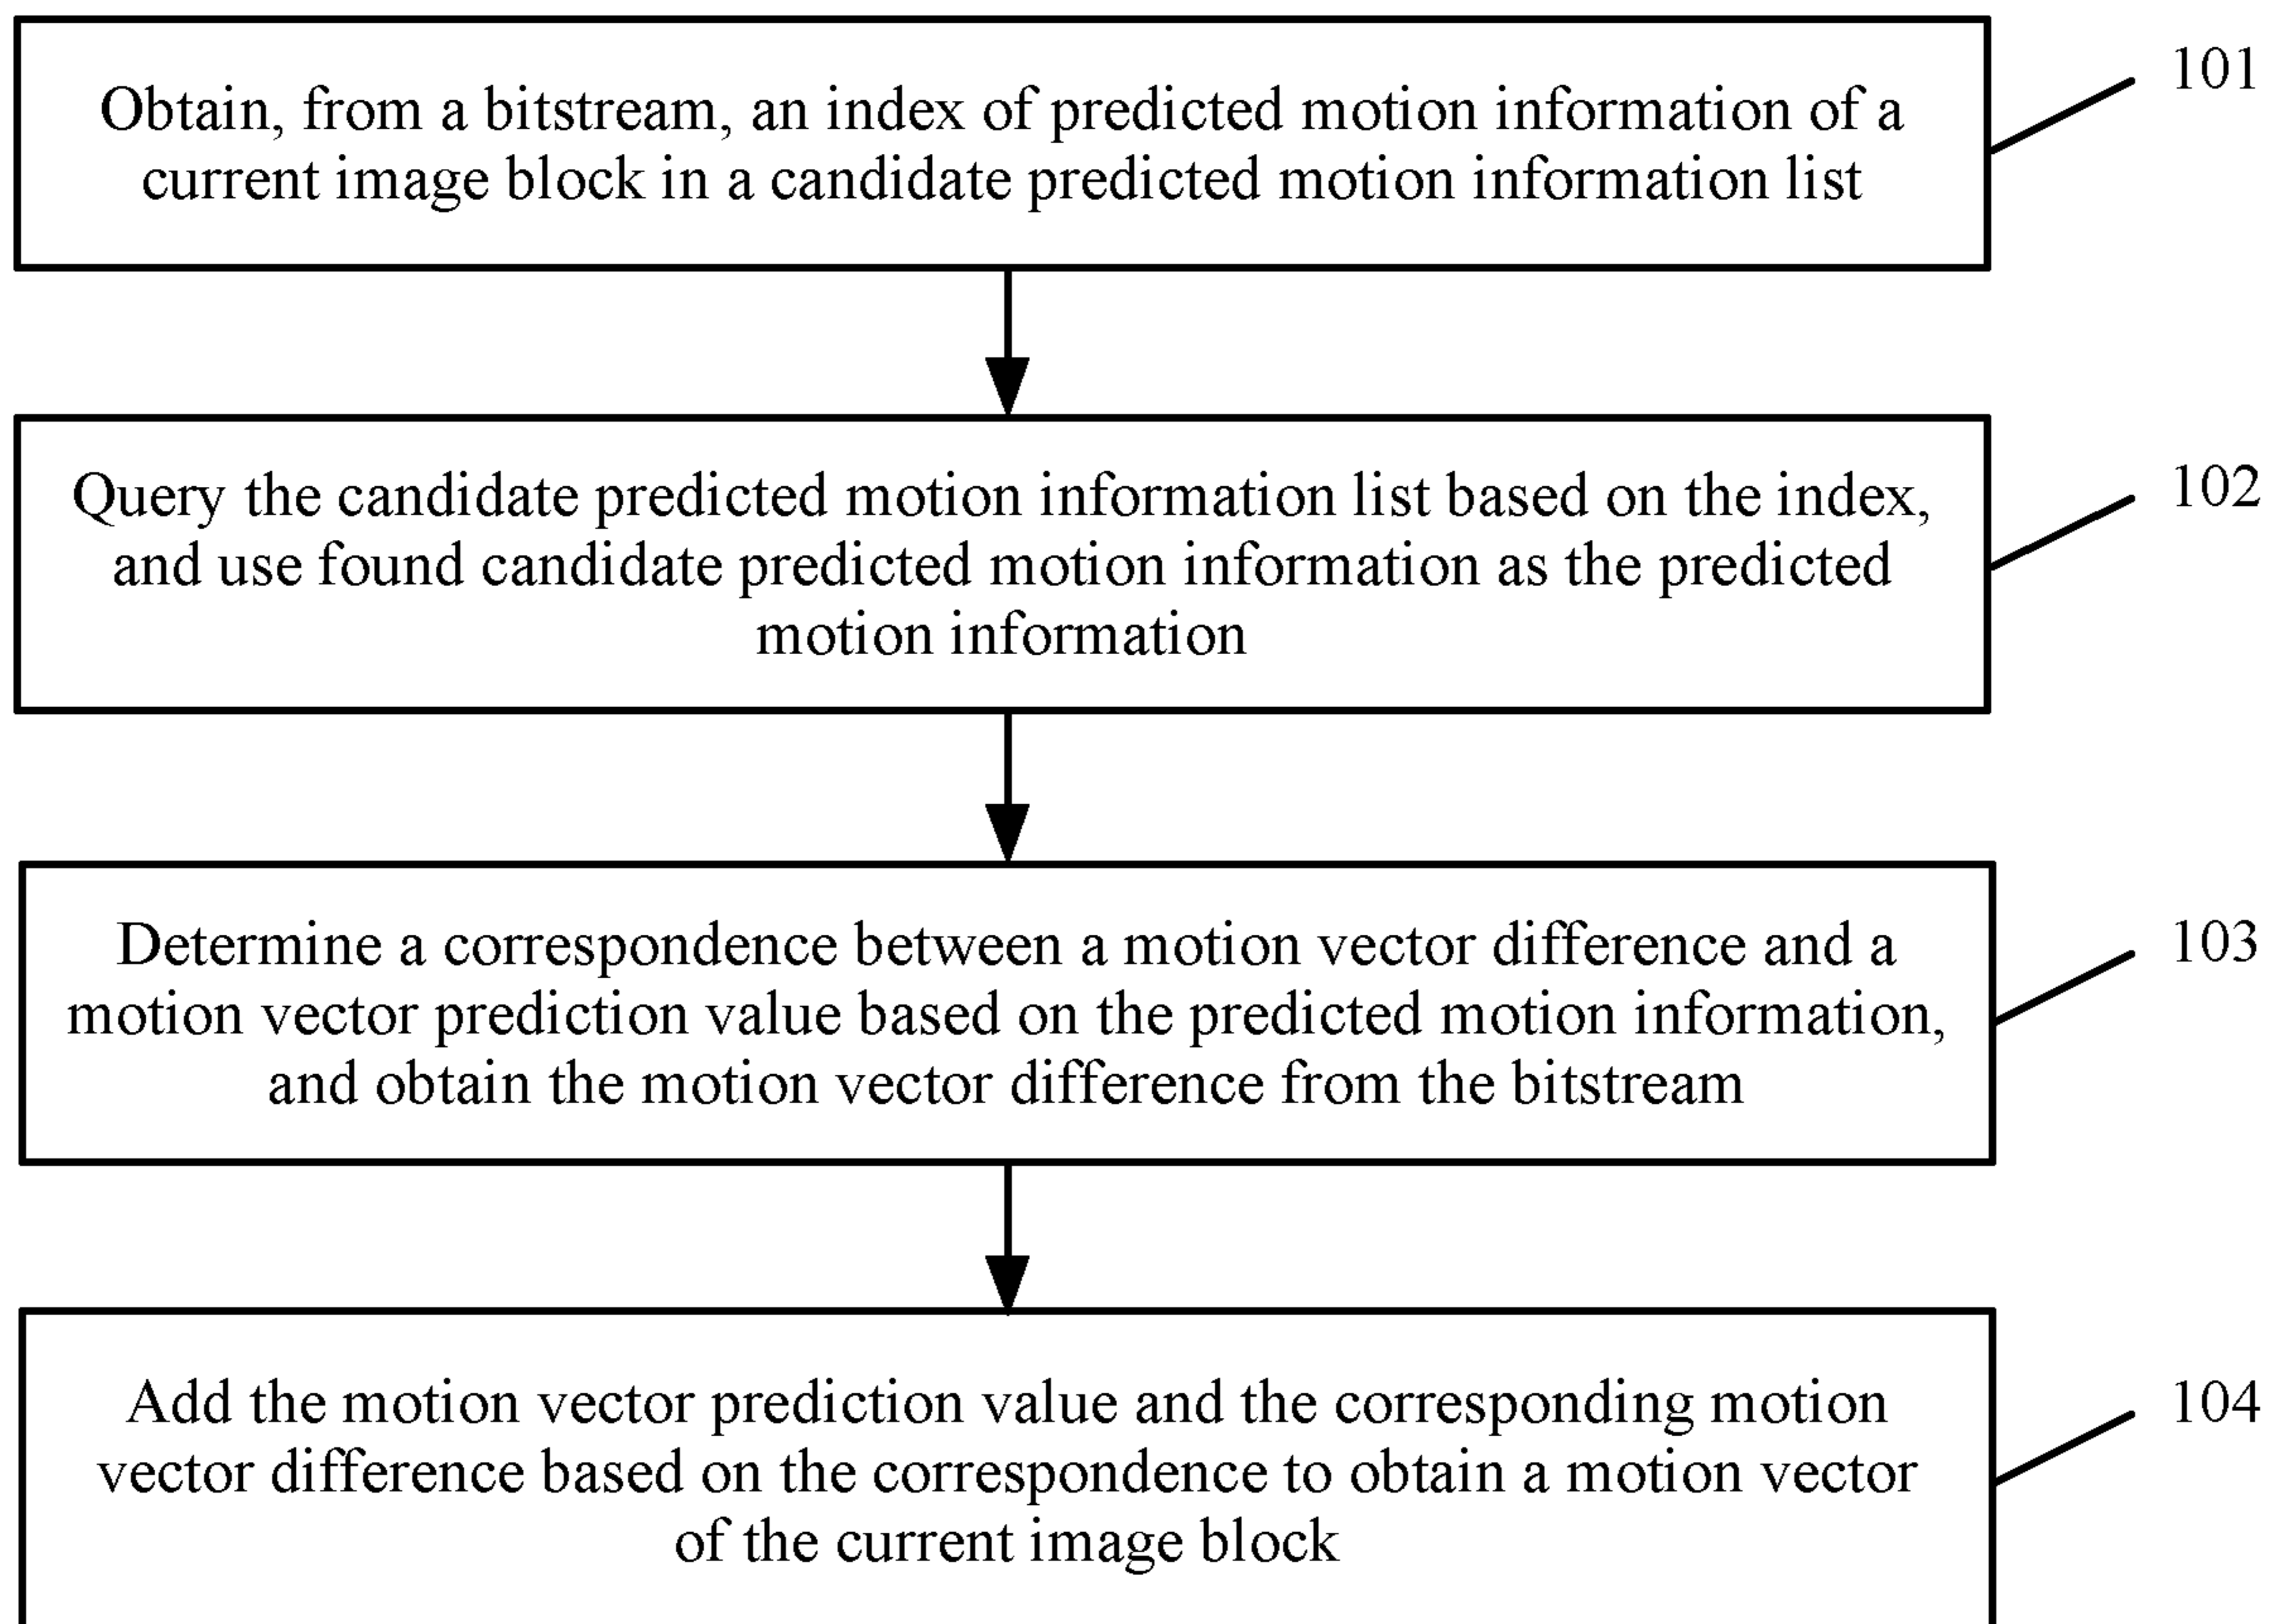 Obtain, from a bitstream, an index of predicted motion information of a
current image block in a candidate predicted motion information list
101
Query the candidate predicted motion information list based on the index,
and use found candidate predicted motion information as the predicted
motion information
102
Determine a correspondence between a motion vector difference and a
motion vector prediction value based on the predicted motion information,
and obtain the motion vector difference from the bitstream
103
Add the motion vector prediction value and the corresponding motion
vector difference based on the correspondence to obtain a motion vector
of the current image block
104